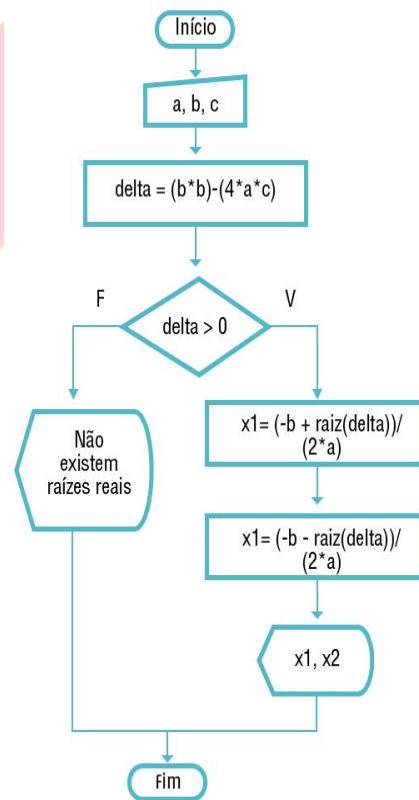 Início
a, b, c
delta = (b*b)-(4*a*c)
F
V
delta > 0
Não
existem
raízes reais
x1= (-b + raiz(delta))/
(2*a)
x1= (-b - raiz(delta))/
(2*a)
x1, x2
Fim